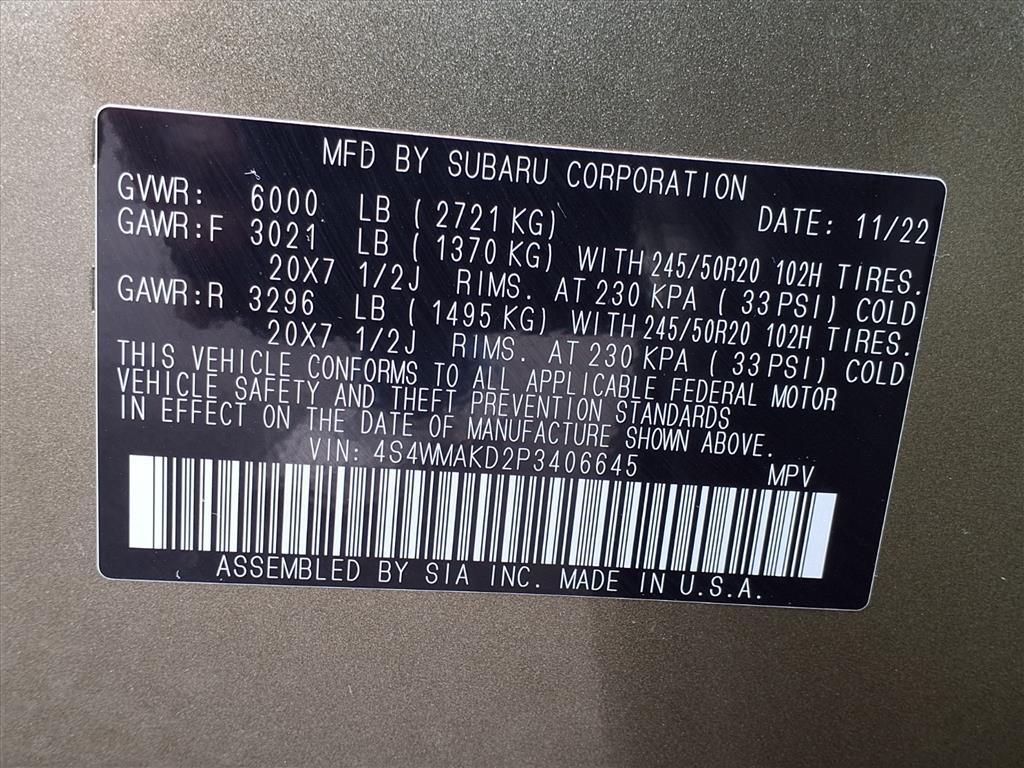 MFD BY SUBARU CORPORATION
GVWR: 6000 LB ( 2721 KG) DATE: 11/22
GAWR:F 3021 LB ( 1370 KG) WITH 245/50R20 102H TIRES.
20X7 1/2J RIMS. AT 230 KPA ( 33 PSI) COLD
GAWR:R 3296 LB ( 1495 KG) WITH 245/50R20 102H TIRES.
20X7 1/2J RIMS. AT 230 KPA ( 33 PSI) COLD
THIS VEHICLE CONFORMS TO ALL APPLICABLE FEDERAL MOTOR
VEHICLE SAFETY AND THEFT PREVENTION STANDARDS
IN EFFECT ON THE DATE OF MANUFACTURE SHOWN ABOVE.
VIN: 4S4WMAKD2P3406645 MPV
ASSEMBLED BY SIA INC. MADE IN U.S.A.